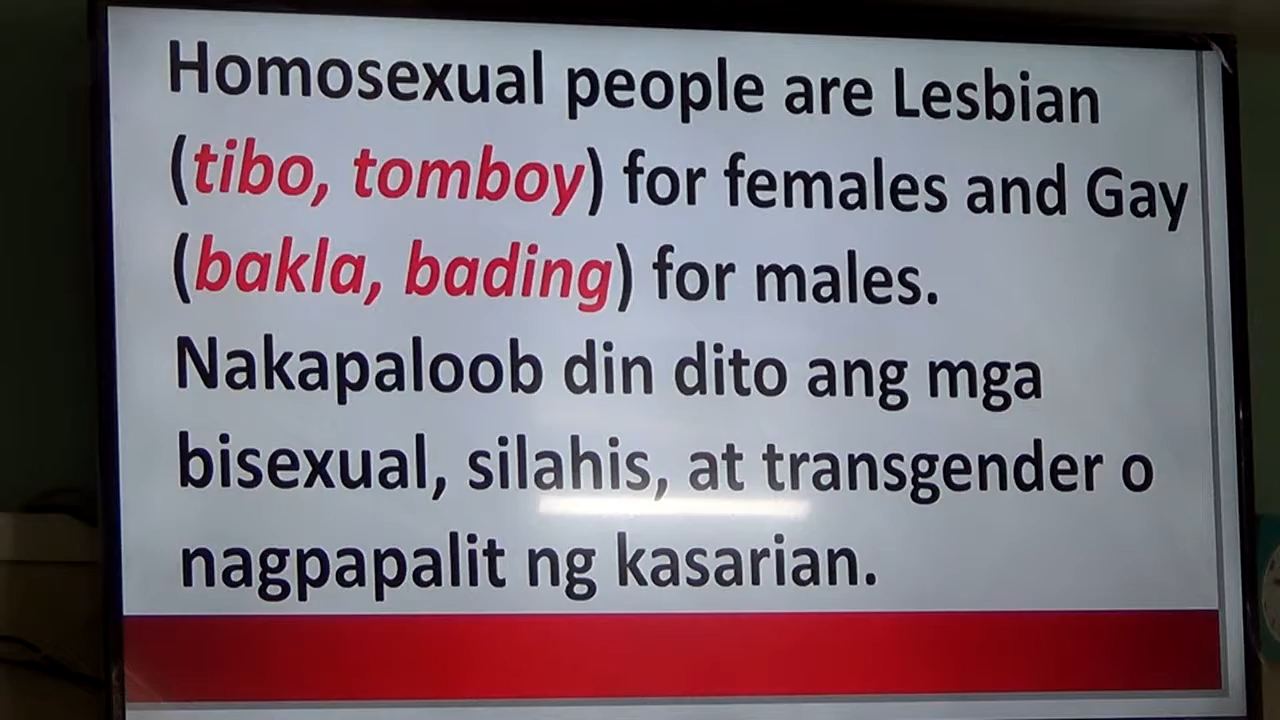 Homosexual people are Lesbian
(tibo, tomboy) for females and Gay
(bakla, bading) for males.
Nakapaloob din dito ang mga
bisexual, silahis, at transgender o
nagpapalit ng kasarian.